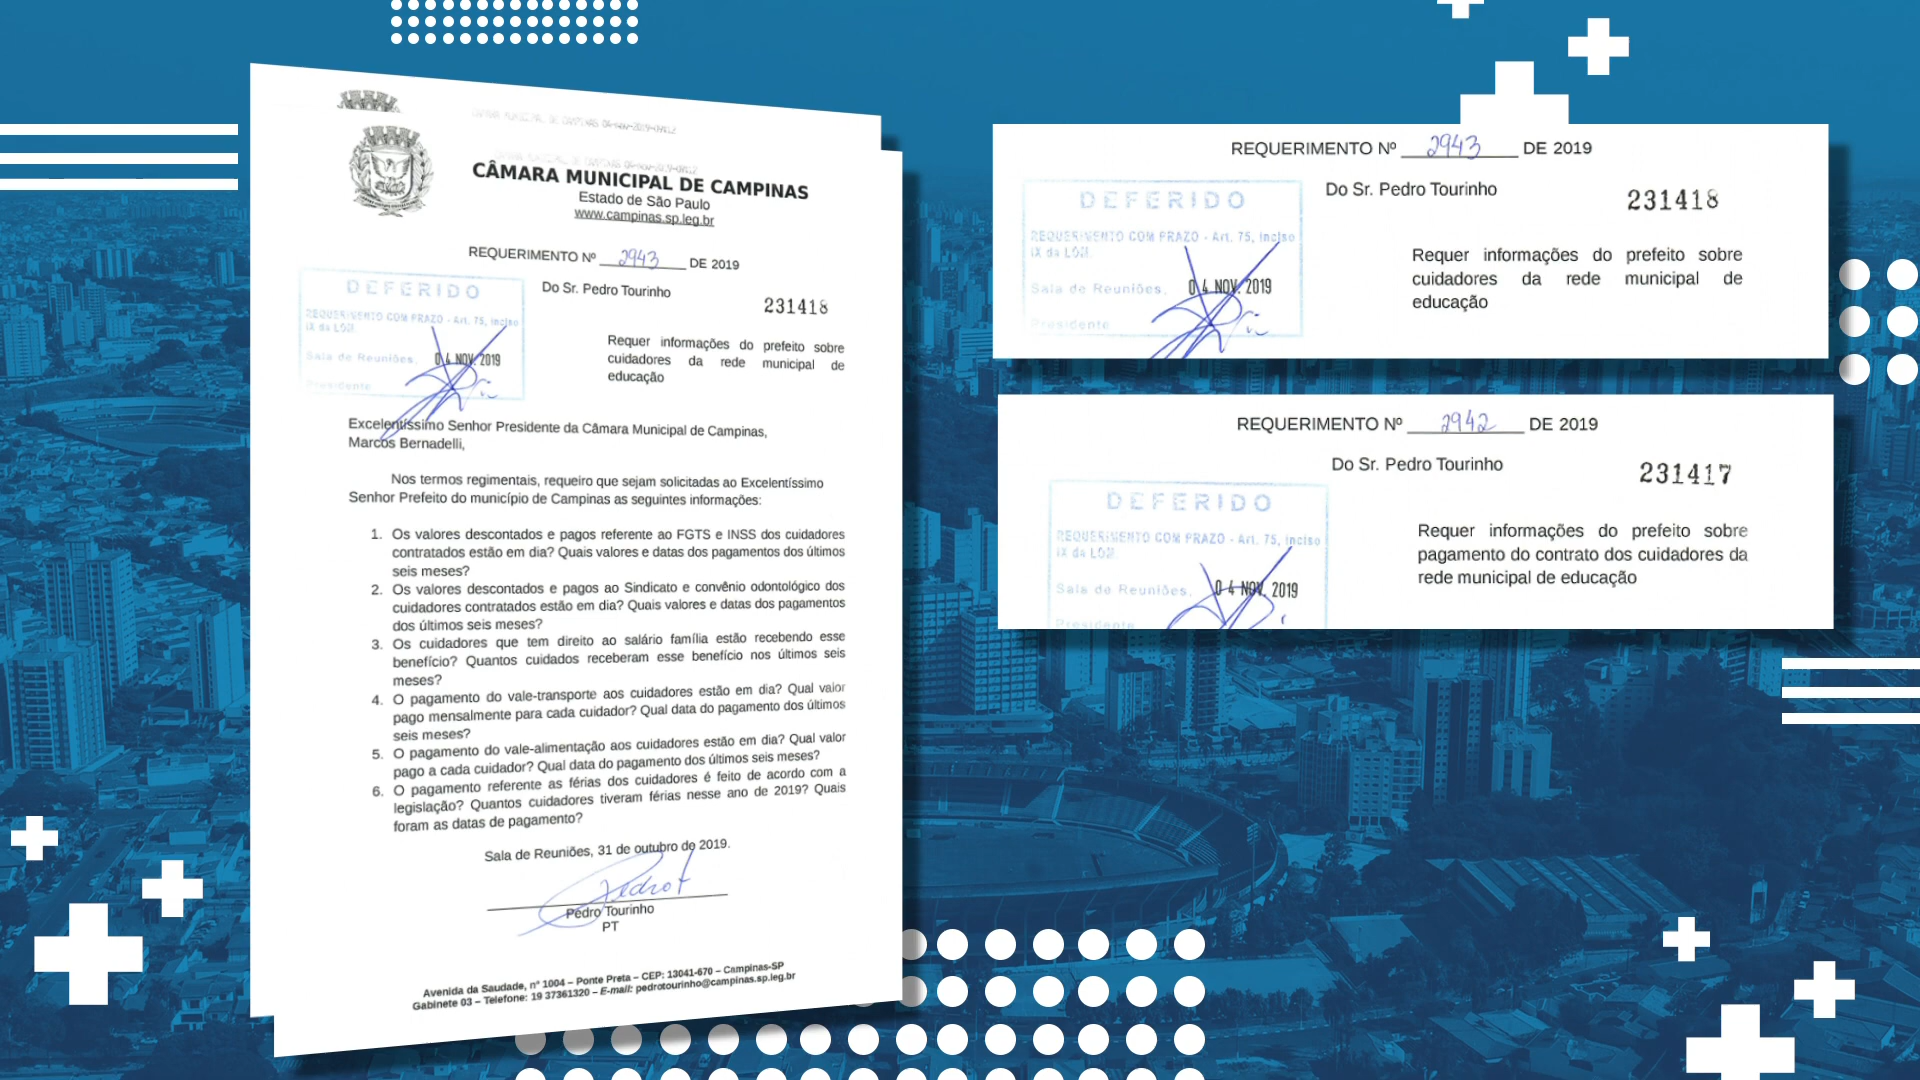 CÂMARA MUNICIPAL DE CAMPINAS 04-nov-2019-09:12
CÂMARA MUNICIPAL DE CAMPINAS
Estado de São Paulo
www.campinas.sp.leg.br
REQUERIMENTO Nº 2943 DE 2019
DEFERIDO
REQUERIMENTO COM PRAZO - Art. 75, inciso
IX da LOM.
Sala de Reuniões, 04 NOV. 2019
Presidente
Do Sr. Pedro Tourinho
231418
Requer informações do prefeito sobre
cuidadores da rede municipal de
educação
Excelentíssimo Senhor Presidente da Câmara Municipal de Campinas,
Marcos Bernadelli,
Nos termos regimentais, requeiro que sejam solicitadas ao Excelentíssimo
Senhor Prefeito do município de Campinas as seguintes informações:
1. Os valores descontados e pagos referente ao FGTS e INSS dos cuidadores
contratados estão em dia? Quais valores e datas dos pagamentos dos últimos
seis meses?
2. Os valores descontados e pagos ao Sindicato e convênio odontológico dos
cuidadores contratados estão em dia? Quais valores e datas dos pagamentos
dos últimos seis meses?
3. Os cuidadores que tem direito ao salário família estão recebendo esse
benefício? Quantos cuidados receberam esse benefício nos últimos seis
meses?
4. O pagamento do vale-transporte aos cuidadores estão em dia? Qual valor
pago mensalmente para cada cuidador? Qual data do pagamento dos últimos
seis meses?
5. O pagamento do vale-alimentação aos cuidadores estão em dia? Qual valor
pago a cada cuidador? Qual data do pagamento dos últimos seis meses?
6. O pagamento referente as férias dos cuidadores é feito de acordo com a
legislação? Quantos cuidadores tiveram férias nesse ano de 2019? Quais
foram as datas de pagamento?
Sala de Reuniões, 31 de outubro de 2019.
Pedro T
Pedro Tourinho
PT
Avenida da Saudade, nº 1004 – Ponte Preta – CEP: 13041-670 – Campinas-SP
Gabinete 03 – Telefone: 19 37361320 – E-mail: pedrotourinho@campinas.sp.leg.br
REQUERIMENTO Nº 2943 DE 2019
DEFERIDO
REQUERIMENTO COM PRAZO - Art. 75, inciso
IX da LOM.
Sala de Reuniões, 04 NOV. 2019
Presidente
Do Sr. Pedro Tourinho
231418
Requer informações do prefeito sobre
cuidadores da rede municipal de
educação
REQUERIMENTO Nº 2942 DE 2019
DEFERIDO
REQUERIMENTO COM PRAZO - Art. 75, inciso
IX da LOM.
Sala de Reuniões, 04 NOV. 2019
Presidente
Do Sr. Pedro Tourinho
231417
Requer informações do prefeito sobre
pagamento do contrato dos cuidadores da
rede municipal de educação